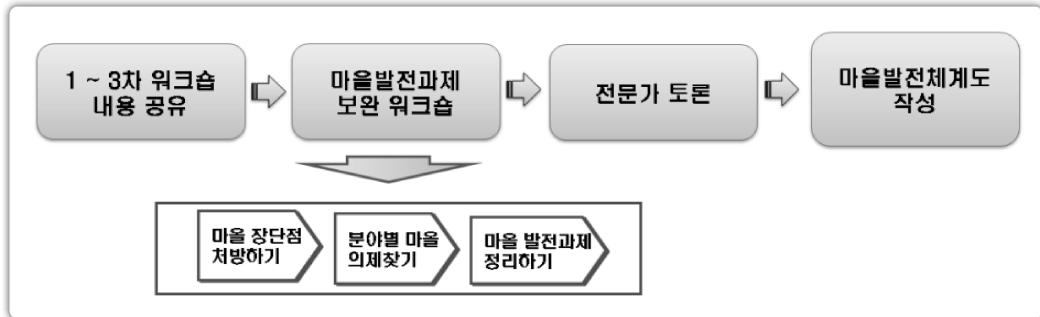 1 ~ 3차 워크숍
내용 공유
마을발전과제
보완 워크숍
전문가 토론
마을발전체계도
작성
마을 장단점
처방하기
분야별 마을
의제찾기
마을 발전과제
정리하기